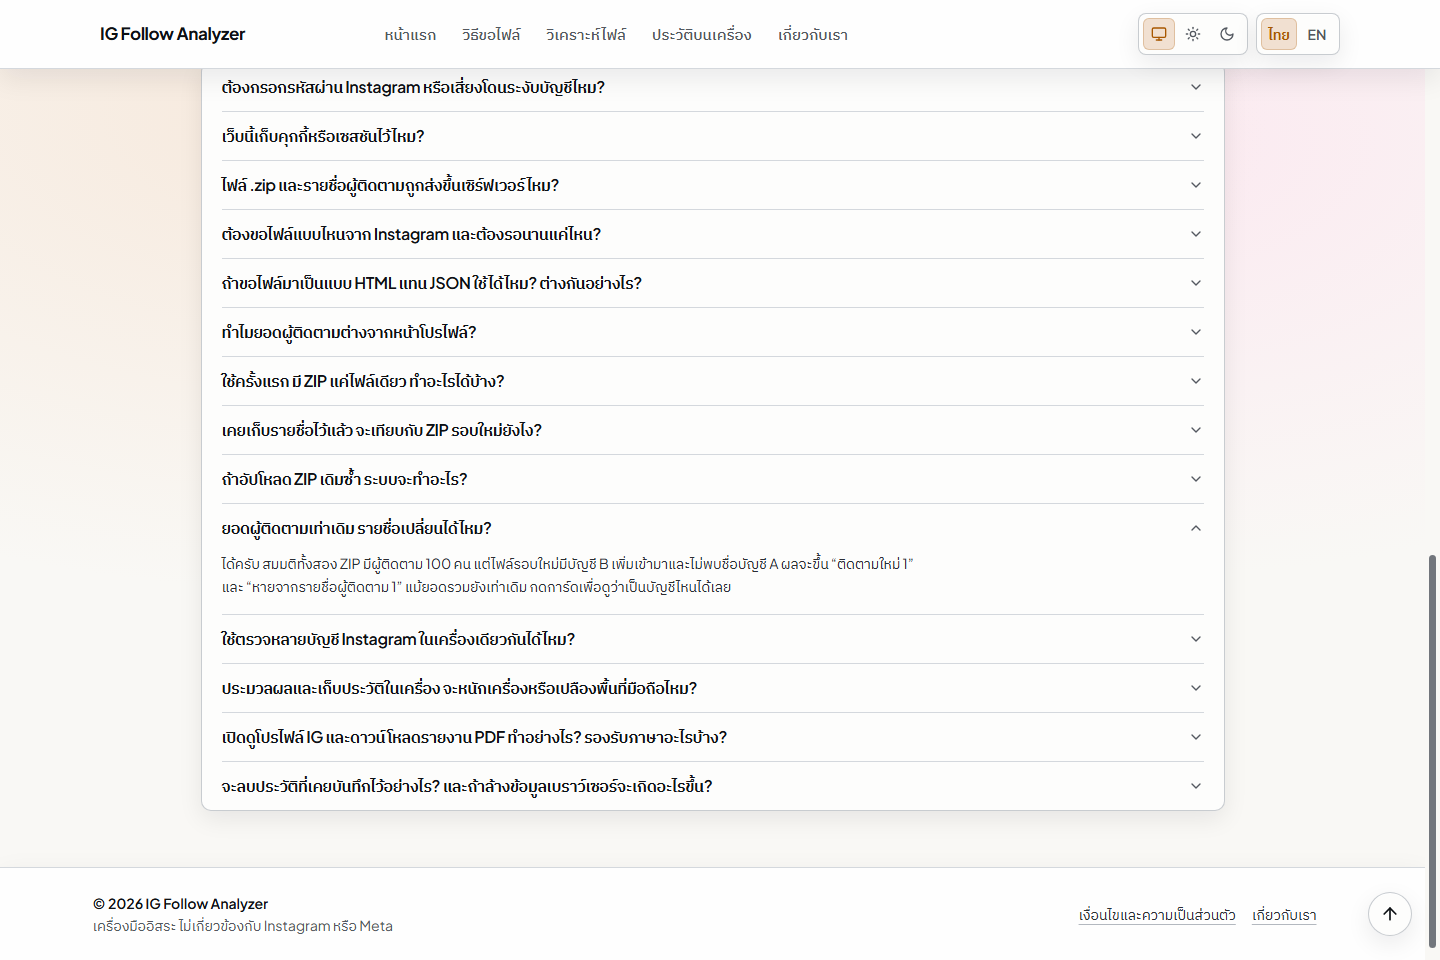 IG Follow Analyzer
หน้าแรก
วิธีขอไฟล์
วิเคราะห์ไฟล์
ประวัติบนเครื่อง
เกี่ยวกับเรา
ไทย
EN
ต้องกรอกรหัสผ่าน Instagram หรือเสี่ยงโดนระงับบัญชีไหม?
เว็บนี้เก็บคุกกี้หรือเซสชันไว้ไหม?
ไฟล์ .zip และรายชื่อผู้ติดตามถูกส่งขึ้นเซิร์ฟเวอร์ไหม?
ต้องขอไฟล์แบบไหนจาก Instagram และต้องรอนานแค่ไหน?
ถ้าขอไฟล์มาเป็นแบบ HTML แทน JSON ใช้ได้ไหม? ต่างกันอย่างไร?
ทำไมยอดผู้ติดตามต่างจากหน้าโปรไฟล์?
ใช้ครั้งแรก มี ZIP แค่ไฟล์เดียว ทำอะไรได้บ้าง?
เคยเก็บรายชื่อไว้แล้ว จะเทียบกับ ZIP รอบใหม่ยังไง?
ถ้าอัปโหลด ZIP เดิมซ้ำ ระบบจะทำอะไร?
ยอดผู้ติดตามเท่าเดิม รายชื่อเปลี่ยนได้ไหม?
ได้ครับ สมมติทั้งสอง ZIP มีผู้ติดตาม 100 คน แต่ไฟล์รอบใหม่มีบัญชี B เพิ่มเข้ามาและไม่พบชื่อบัญชี A ผลจะขึ้น “ติดตามใหม่ 1”
และ “หายจากรายชื่อผู้ติดตาม 1” แม้ยอดรวมยังเท่าเดิม กดการ์ดเพื่อดูว่าเป็นบัญชีไหนได้เลย
ใช้ตรวจหลายบัญชี Instagram ในเครื่องเดียวกันได้ไหม?
ประมวลผลและเก็บประวัติในเครื่อง จะหนักเครื่องหรือเปลืองพื้นที่มือถือไหม?
เปิดดูโปรไฟล์ IG และดาวน์โหลดรายงาน PDF ทำอย่างไร? รองรับภาษาอะไรบ้าง?
จะลบประวัติที่เคยบันทึกไว้อย่างไร? และถ้าล้างข้อมูลเบราว์เซอร์จะเกิดอะไรขึ้น?
© 2026 IG Follow Analyzer
เครื่องมืออิสระ ไม่เกี่ยวข้องกับ Instagram หรือ Meta
เงื่อนไขและความเป็นส่วนตัว
เกี่ยวกับเรา